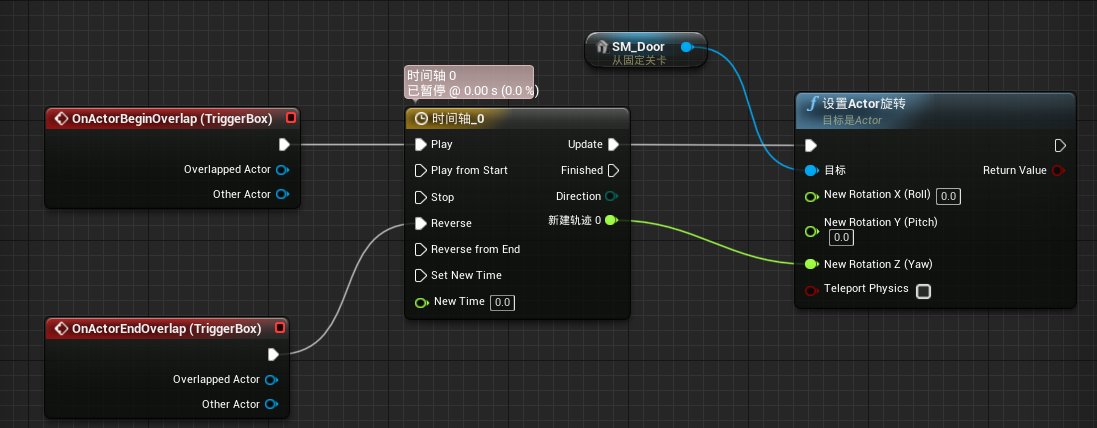 SM_Door
从固定关卡
时间轴 0
已暂停 @ 0.00 s (0.0 %)
OnActorBeginOverlap (TriggerBox)
Overlapped Actor
Other Actor
时间轴_0
Play
Update
Play from Start
Finished
Stop
Direction
Reverse
新建轨迹 0
Reverse from End
Set New Time
New Time 0.0
设置Actor旋转
目标是Actor
目标
Return Value
New Rotation X (Roll) 0.0
New Rotation Y (Pitch)
0.0
New Rotation Z (Yaw)
Teleport Physics
OnActorEndOverlap (TriggerBox)
Overlapped Actor
Other Actor